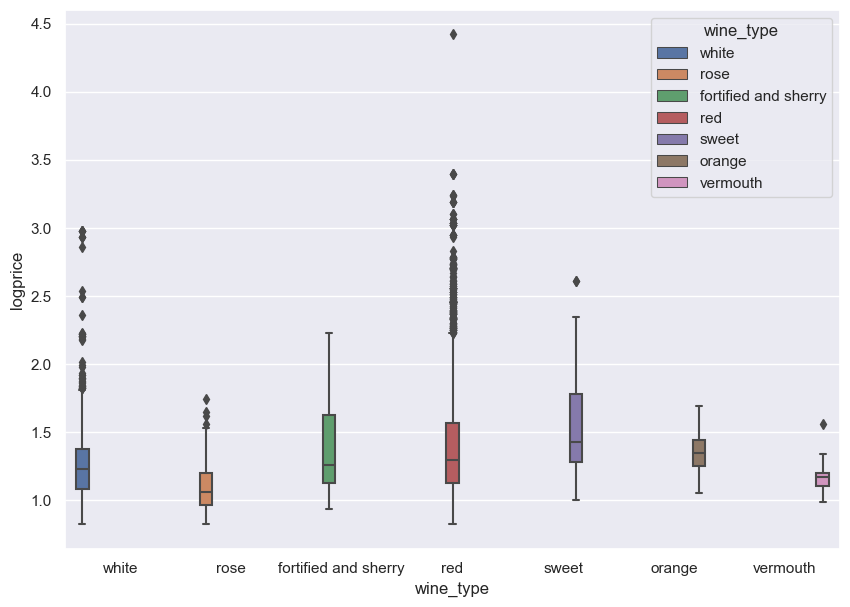 4.5
4.0
3.5
3.0
2.5
2.0
1.5
1.0
logprice
wine_type
white
rose
fortified and sherry
red
sweet
orange
vermouth
white rose fortified and sherry red sweet orange vermouth
wine_type